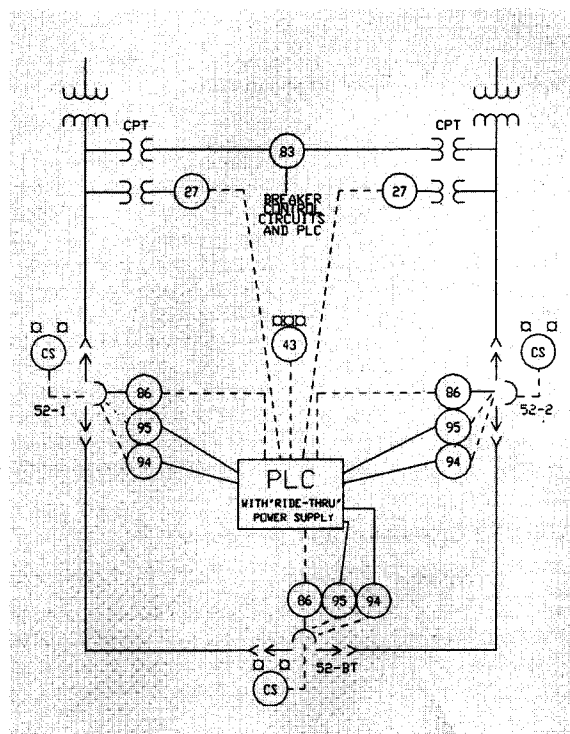 CPT
CPT
83
27
27
BREAKER
CONTROL
CIRCUITS
AND PLC
43
CS
CS
86
86
52-1
52-2
95
95
94
94
PLC
WITH"RIDE-THRU"
POWER SUPPLY
86
95
94
52-BT
CS